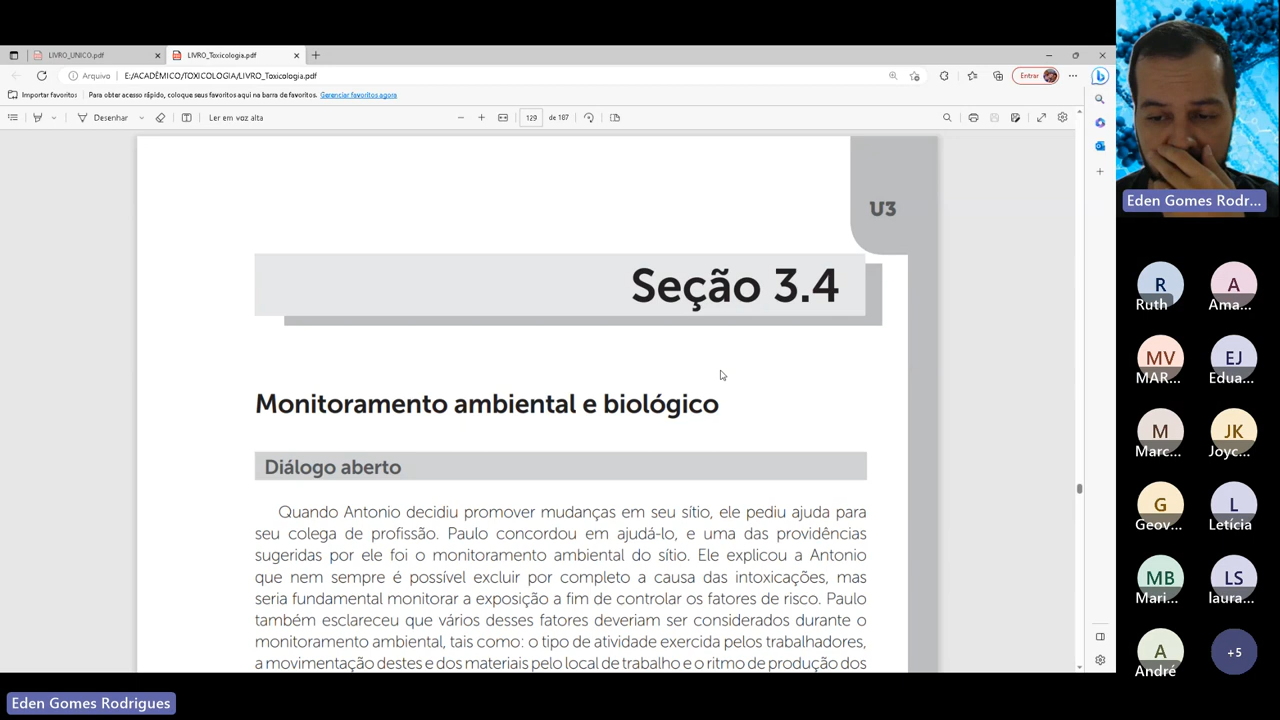 LIVRO_UNICO.pdf
LIVRO_Toxicologia.pdf
Arquivo
E:/ACADÊMICO/TOXICOLOGIA/LIVRO_Toxicologia.pdf
Entrar
Importar favoritos
Para obter acesso rápido, coloque seus favoritos aqui na barra de favoritos. Gerenciar favoritos agora
Desenhar
Ler em voz alta
129
de 187
U3
Seção 3.4
Monitoramento ambiental e biológico
Diálogo aberto
Quando Antonio decidiu promover mudanças em seu sítio, ele pediu ajuda para
seu colega de profissão. Paulo concordou em ajudá-lo, e uma das providências
sugeridas por ele foi o monitoramento ambiental do sítio. Ele explicou a Antonio
que nem sempre é possível excluir por completo a causa das intoxicações, mas
seria fundamental monitorar a exposição a fim de controlar os fatores de risco. Paulo
também esclareceu que vários desses fatores deveriam ser considerados durante o
monitoramento ambiental, tais como: o tipo de atividade exercida pelos trabalhadores,
a movimentação destes e dos materiais pelo local de trabalho e o ritmo de produção dos
Eden Gomes Rodr...
R
Ruth
A
Ama...
MV
MAR...
EJ
Edua...
M
Marc...
JK
Joyc...
G
Geov...
L
Letícia
MB
Mari...
LS
laura...
A
André
+5
Eden Gomes Rodrigues